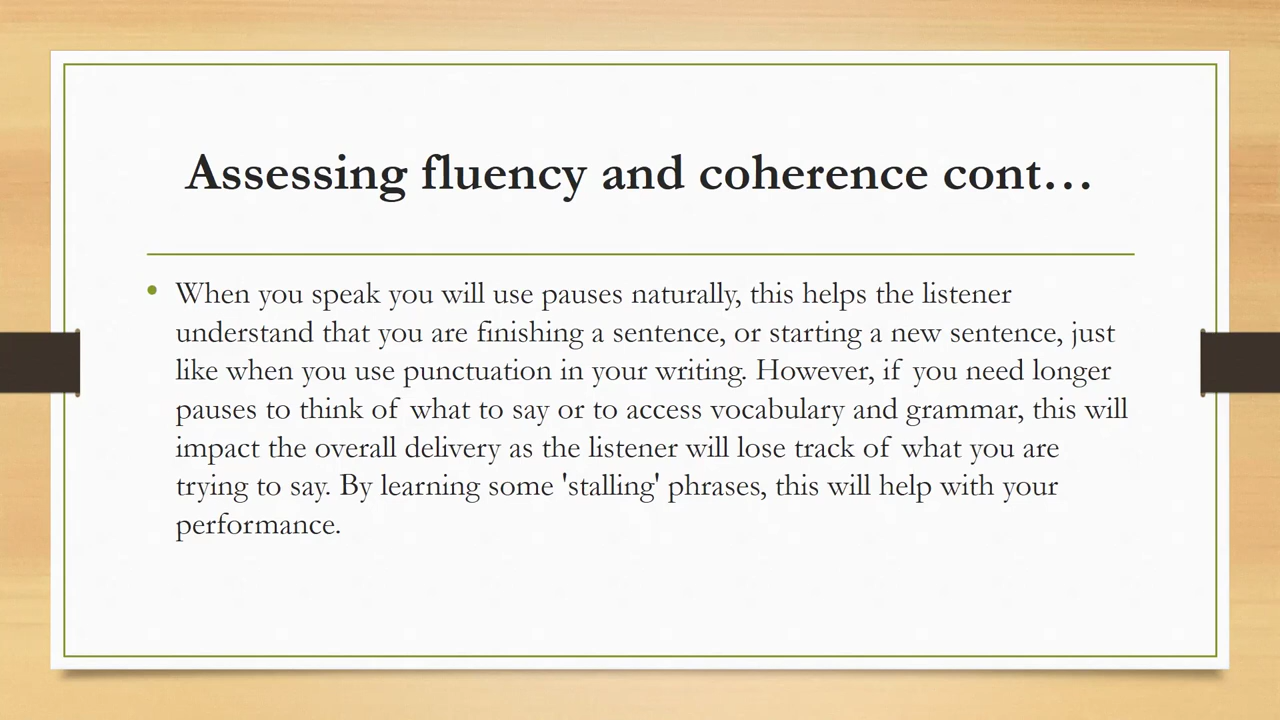 Assessing fluency and coherence cont…
• When you speak you will use pauses naturally, this helps the listener
understand that you are finishing a sentence, or starting a new sentence, just
like when you use punctuation in your writing. However, if you need longer
pauses to think of what to say or to access vocabulary and grammar, this will
impact the overall delivery as the listener will lose track of what you are
trying to say. By learning some 'stalling' phrases, this will help with your
performance.